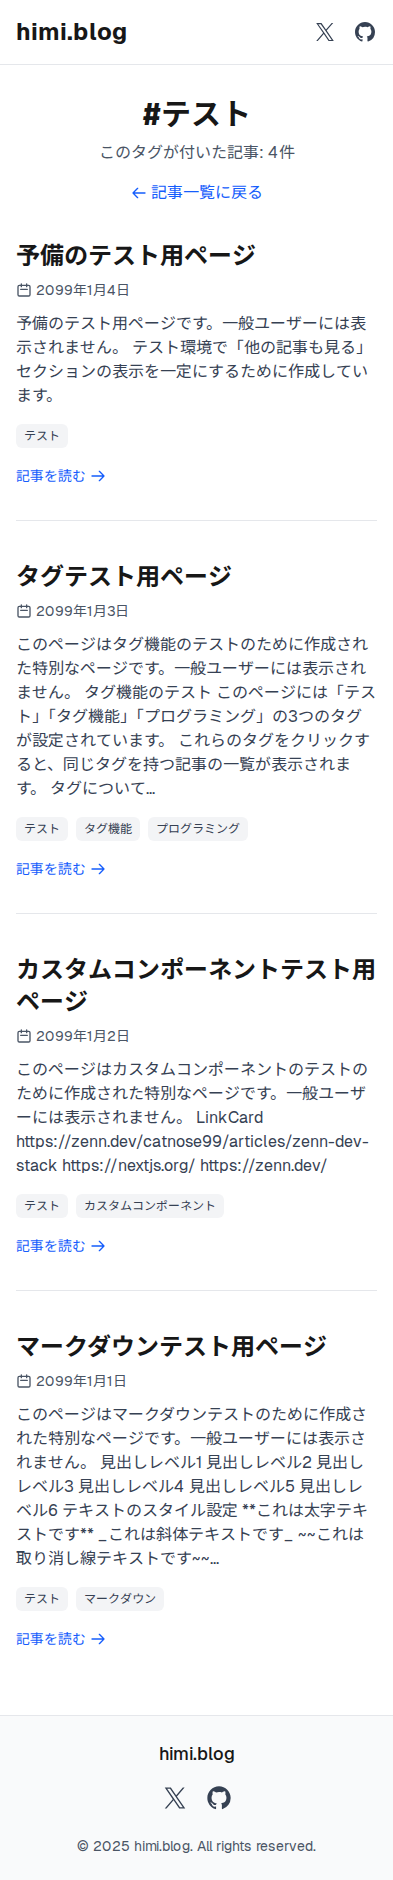 himi.blog
#テスト
このタグが付いた記事: 4件
← 記事一覧に戻る
予備のテスト用ページ
2099年1月4日
予備のテスト用ページです。一般ユーザーには表
示されません。 テスト環境で「他の記事も見る」
セクションの表示を一定にするために作成してい
ます。
テスト
記事を読む →
タグテスト用ページ
2099年1月3日
このページはタグ機能のテストのために作成され
た特別なページです。一般ユーザーには表示され
ません。 タグ機能のテスト このページには「テス
ト」「タグ機能」「プログラミング」の3つのタグ
が設定されています。 これらのタグをクリックす
ると、同じタグを持つ記事の一覧が表示されま
す。 タグについて...
テスト タグ機能 プログラミング
記事を読む →
カスタムコンポーネントテスト用
ページ
2099年1月2日
このページはカスタムコンポーネントのテストの
ために作成された特別なページです。一般ユーザ
ーには表示されません。 LinkCard
https://zenn.dev/catnose99/articles/zenn-dev-
stack https://nextjs.org/ https://zenn.dev/
テスト カスタムコンポーネント
記事を読む →
マークダウンテスト用ページ
2099年1月1日
このページはマークダウンテストのために作成さ
れた特別なページです。一般ユーザーには表示さ
れません。 見出しレベル1 見出しレベル2 見出し
レベル3 見出しレベル4 見出しレベル5 見出しレ
ベル6 テキストのスタイル設定 **これは太字テキ
ストです** _これは斜体テキストです_ ~~これは
取り消し線テキストです~~...
テスト マークダウン
記事を読む →
himi.blog
© 2025 himi.blog. All rights reserved.